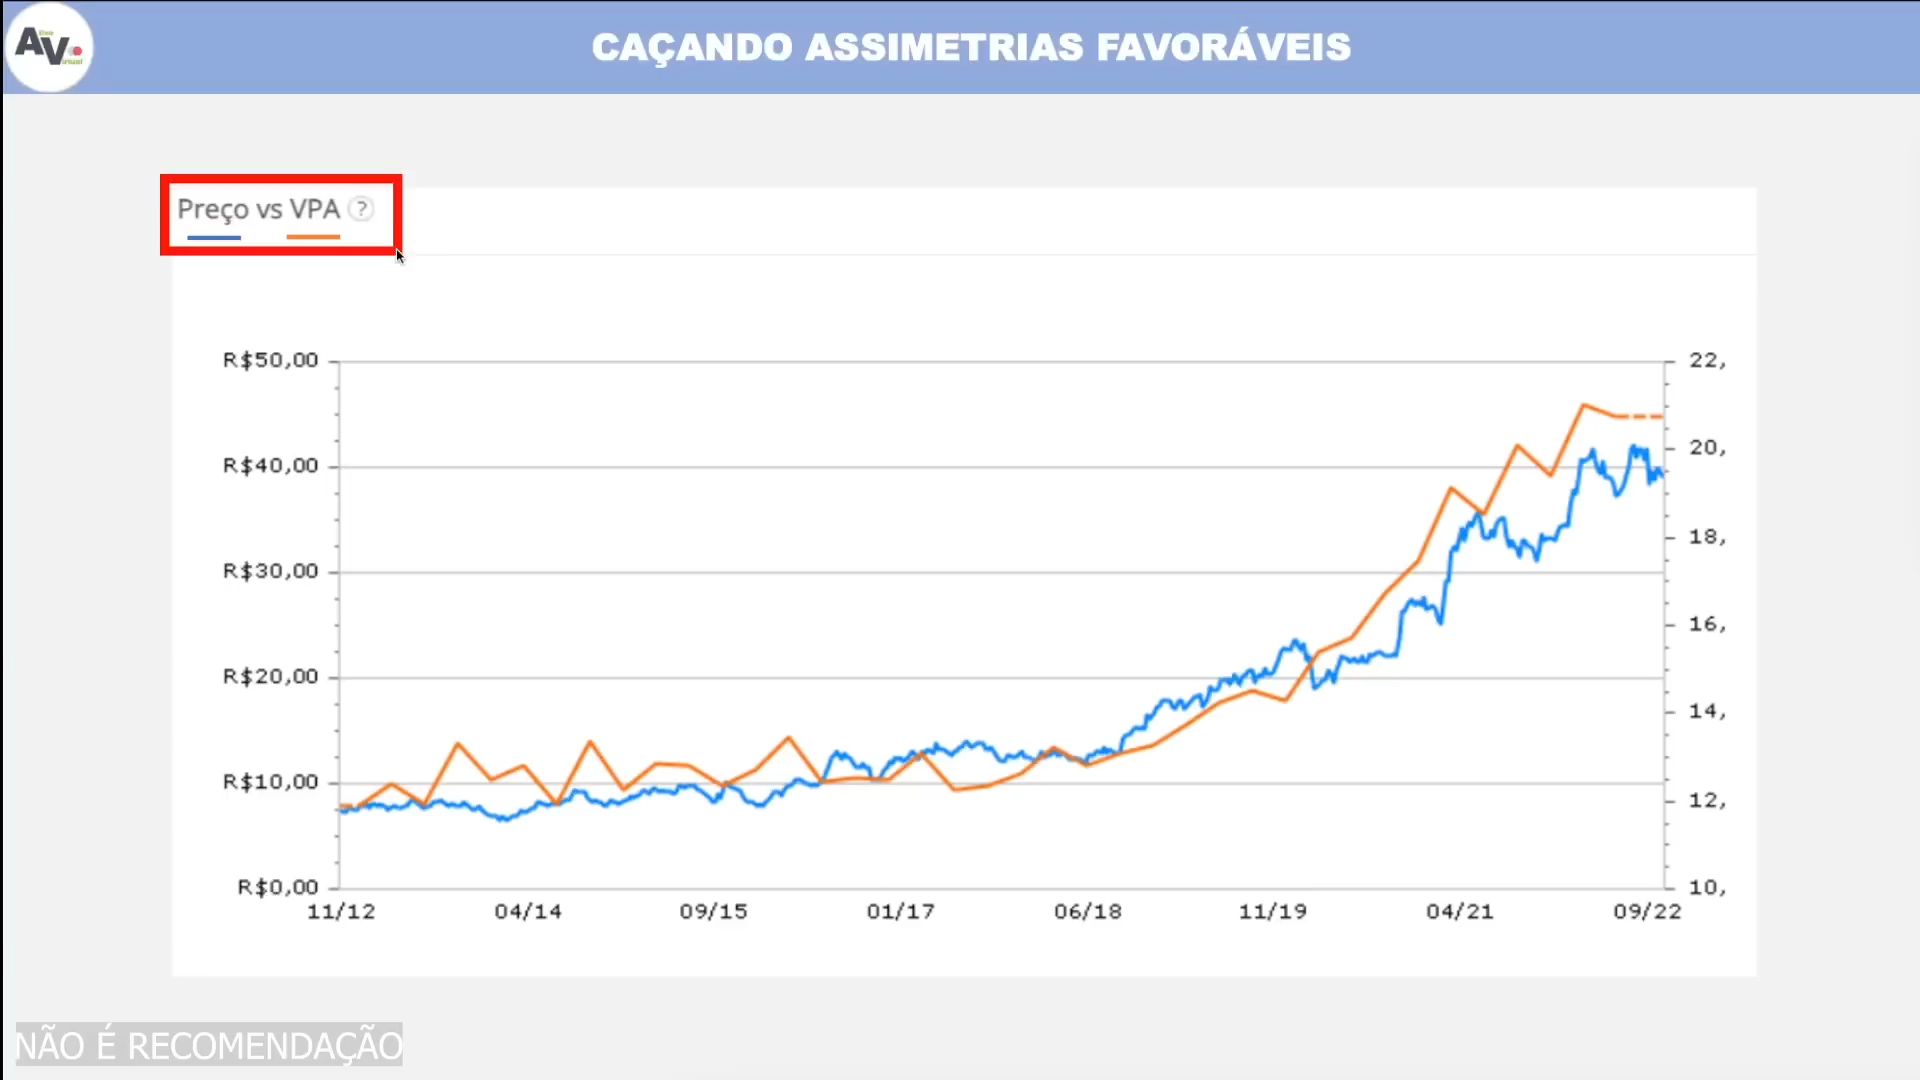 AV.
CAÇANDO ASSIMETRIAS FAVORÁVEIS
Preço vs VPA ?
R$50,00
R$40,00
R$30,00
R$20,00
R$10,00
R$0,00
22,
20,
18,
16,
14,
12,
10,
11/12 04/14 09/15 01/17 06/18 11/19 04/21 09/22
NÃO É RECOMENDAÇÃO